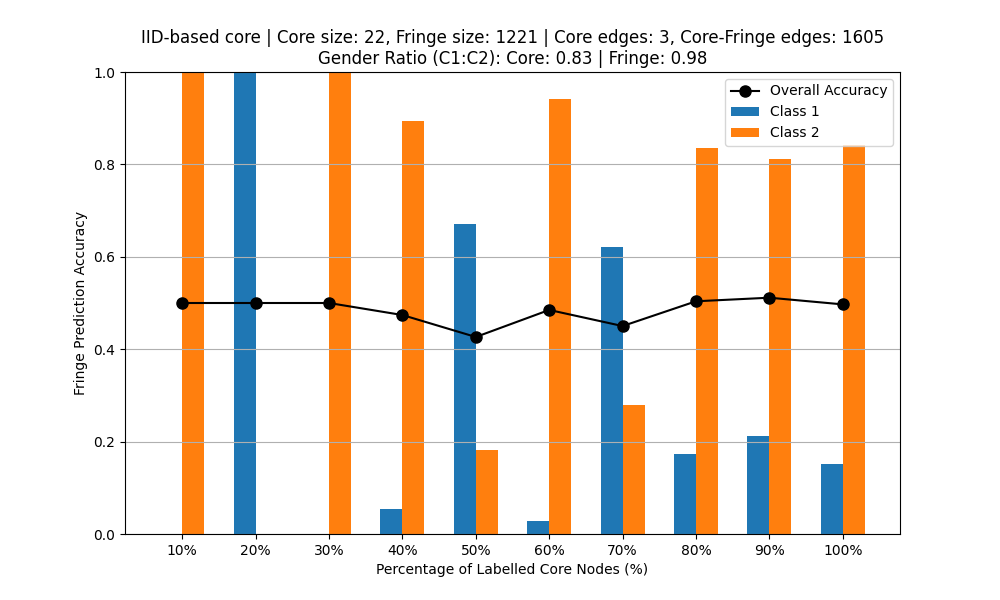 IID-based core | Core size: 22, Fringe size: 1221 | Core edges: 3, Core-Fringe edges: 1605
Gender Ratio (C1:C2): Core: 0.83 | Fringe: 0.98
Overall Accuracy
Class 1
Class 2
Fringe Prediction Accuracy
1.0
0.8
0.6
0.4
0.2
0.0
10% 20% 30% 40% 50% 60% 70% 80% 90% 100%
Percentage of Labelled Core Nodes (%)